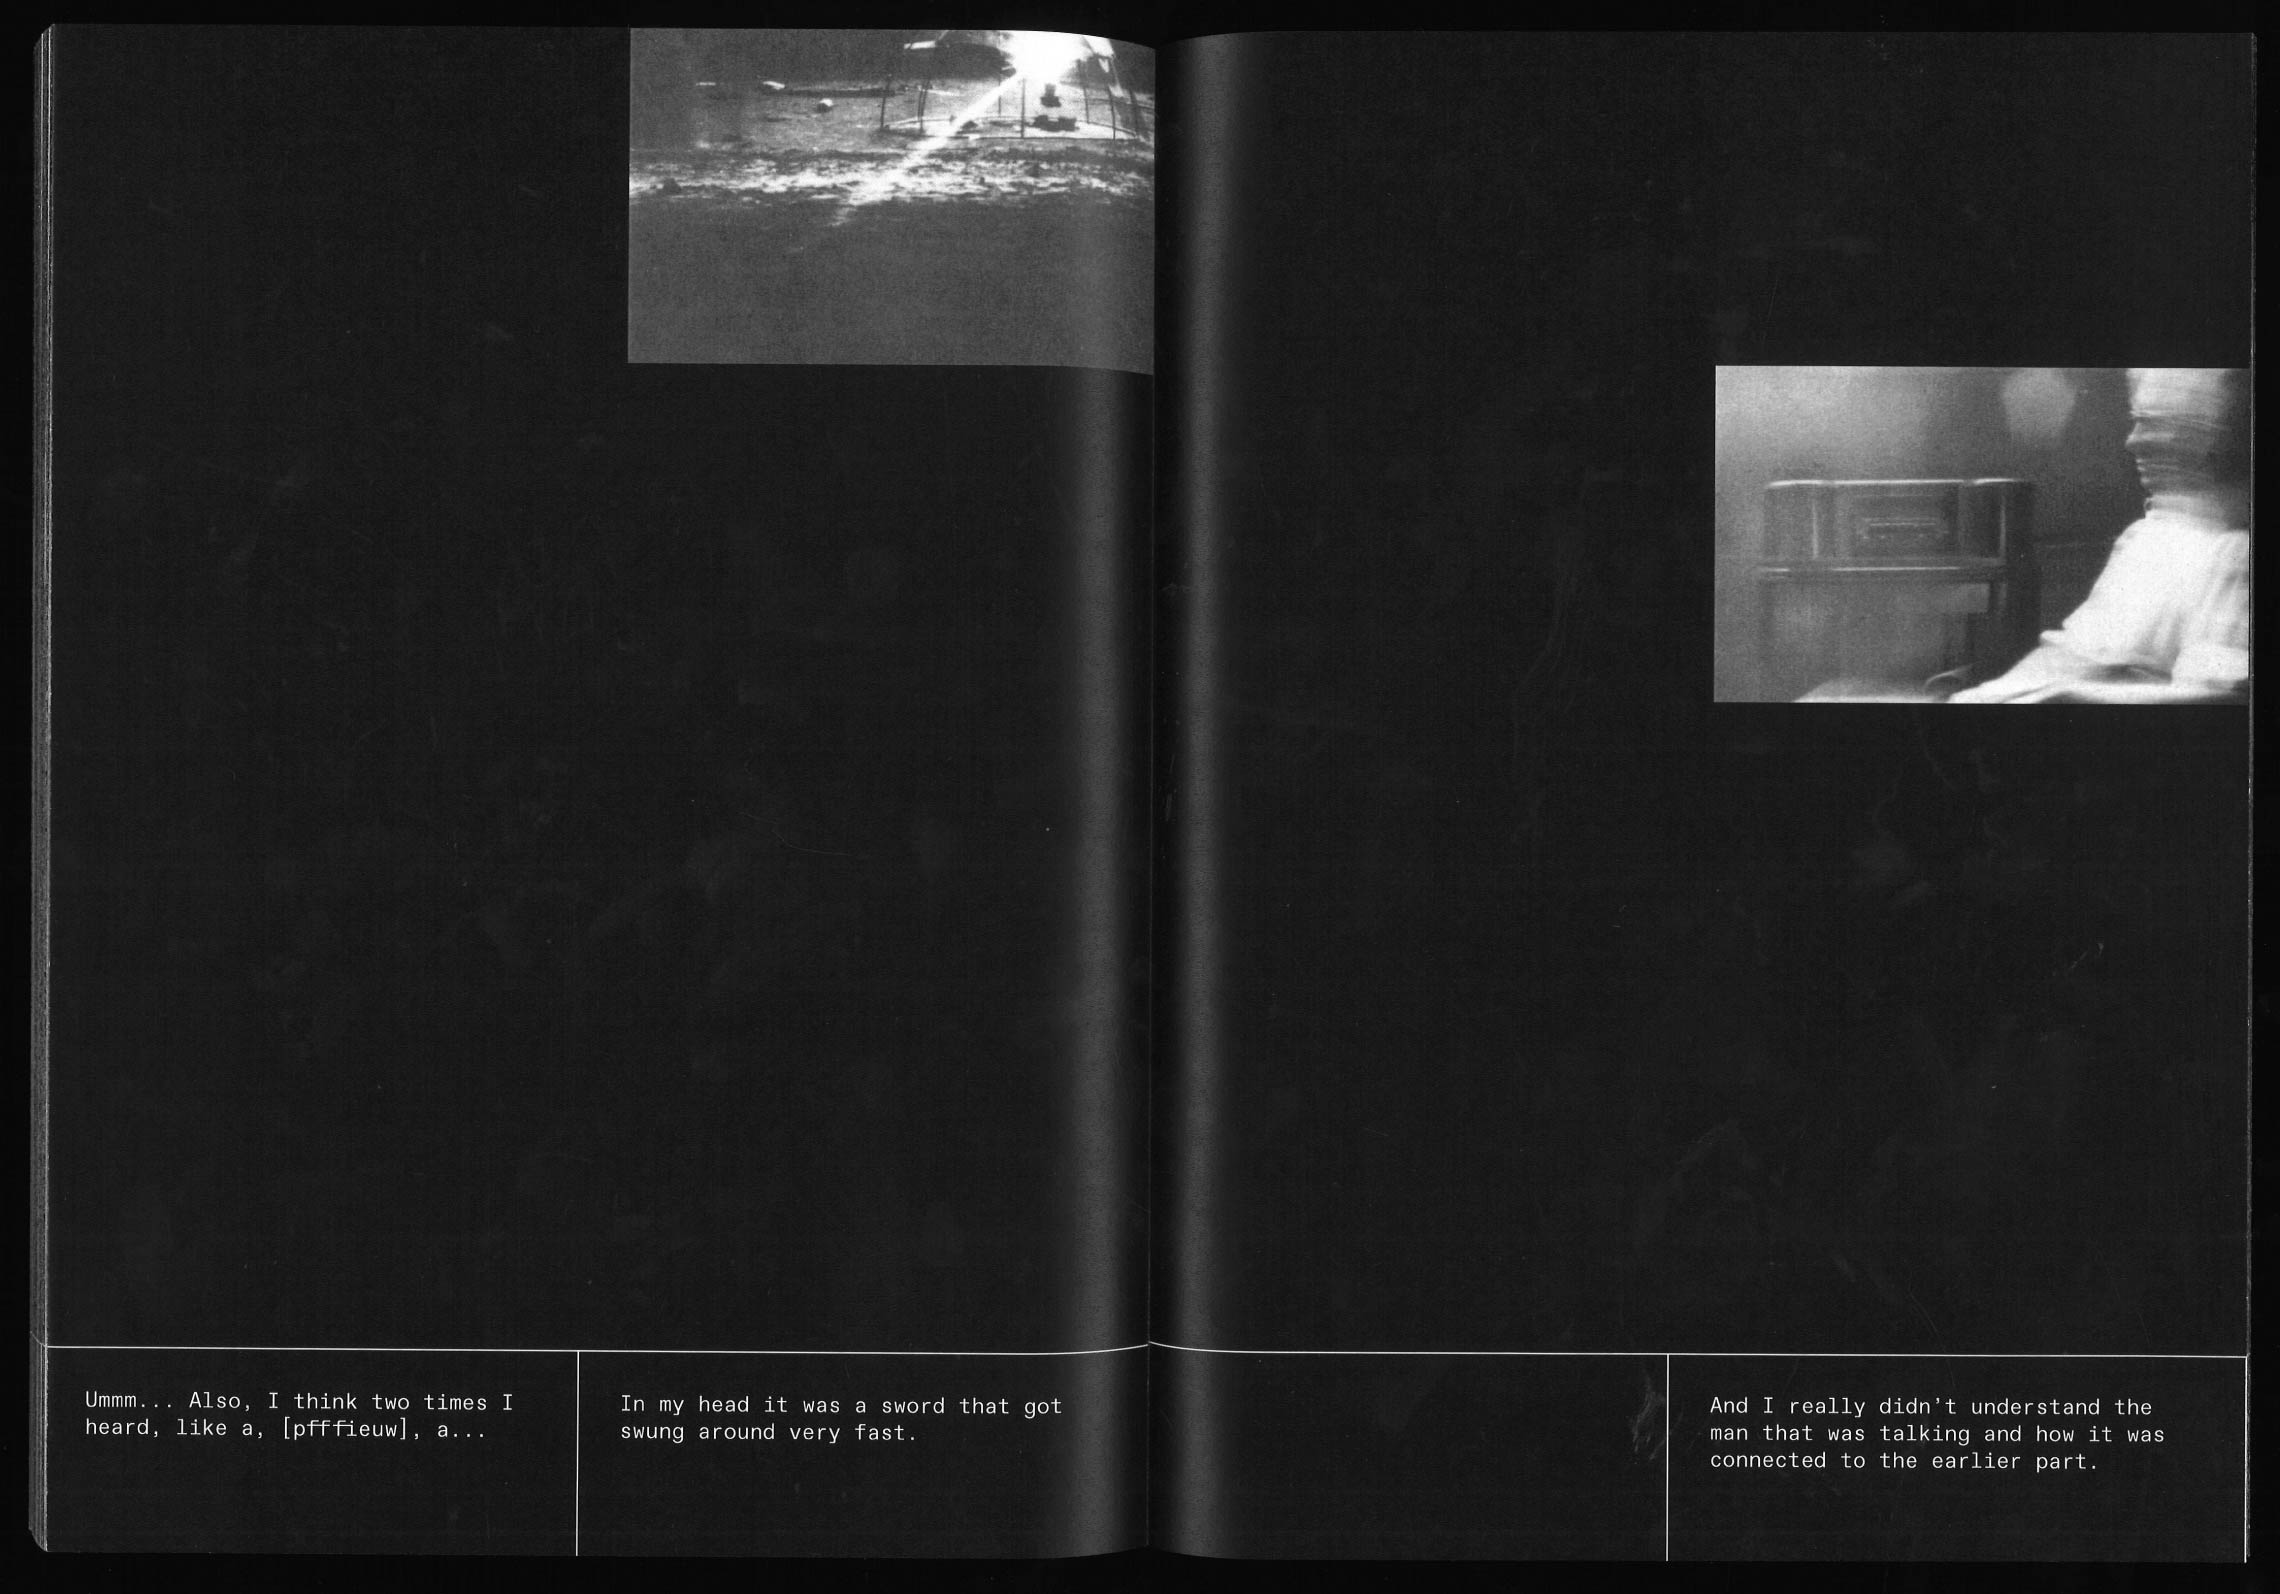 Ummm... Also, I think two times I
heard, like a, [pffffieuw], a...
In my head it was a sword that got
swung around very fast.
And I really didn't understand the
man that was talking and how it was
connected to the earlier part.